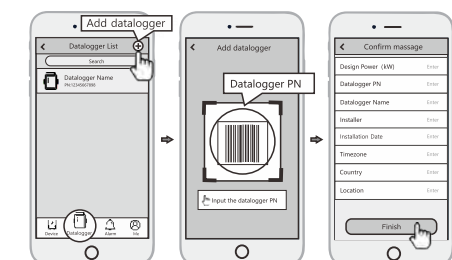 Add datalogger
Datalogger List
Search
Datalogger Name
PN:12345667896
Device
Datalogger
Alarm
Me
Add datalogger
Datalogger PN
Input the datalogger PN
Confirm massage
Design Power (kW) Enter
Datalogger PN Enter
Datalogger Name Enter
Installer Enter
Installation Date Enter
Timezone Enter
Country Enter
Location Enter
Finish